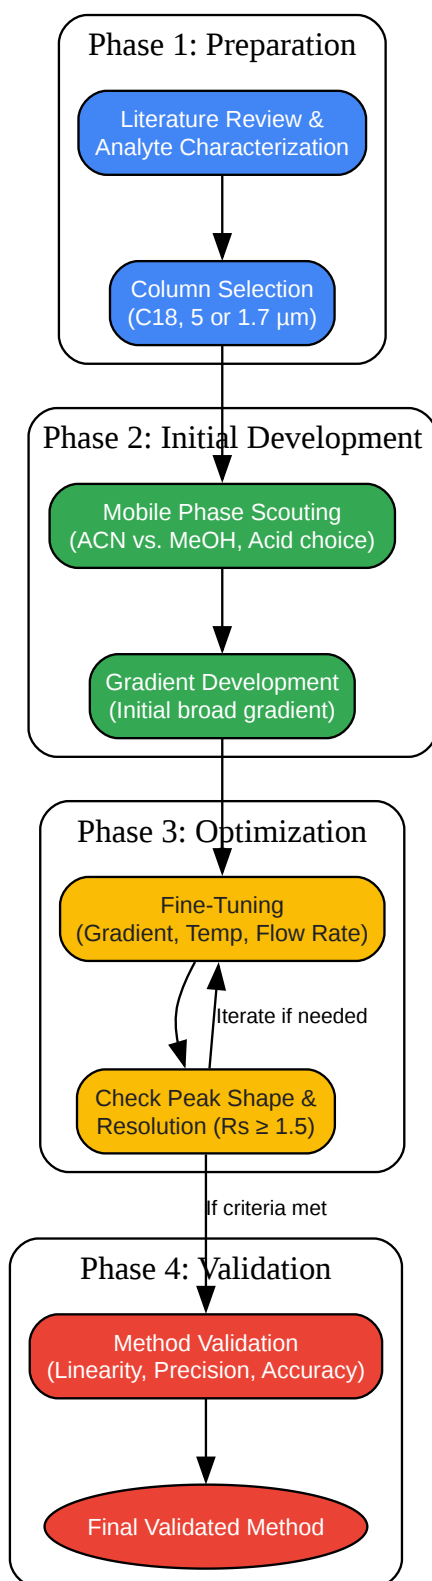 Phase 1: Preparation
Literature Review &
Analyte Characterization
Column Selection
(C18, 5 or 1.7 µm)
Phase 2: Initial Development
Mobile Phase Scouting
(ACN vs. MeOH, Acid choice)
Gradient Development
(Initial broad gradient)
Phase 3: Optimization
Fine-Tuning
(Gradient, Temp, Flow Rate)
Iterate if needed
Check Peak Shape &
Resolution (Rs ≥ 1.5)
If criteria met
Phase 4: Validation
Method Validation
(Linearity, Precision, Accuracy)
Final Validated Method